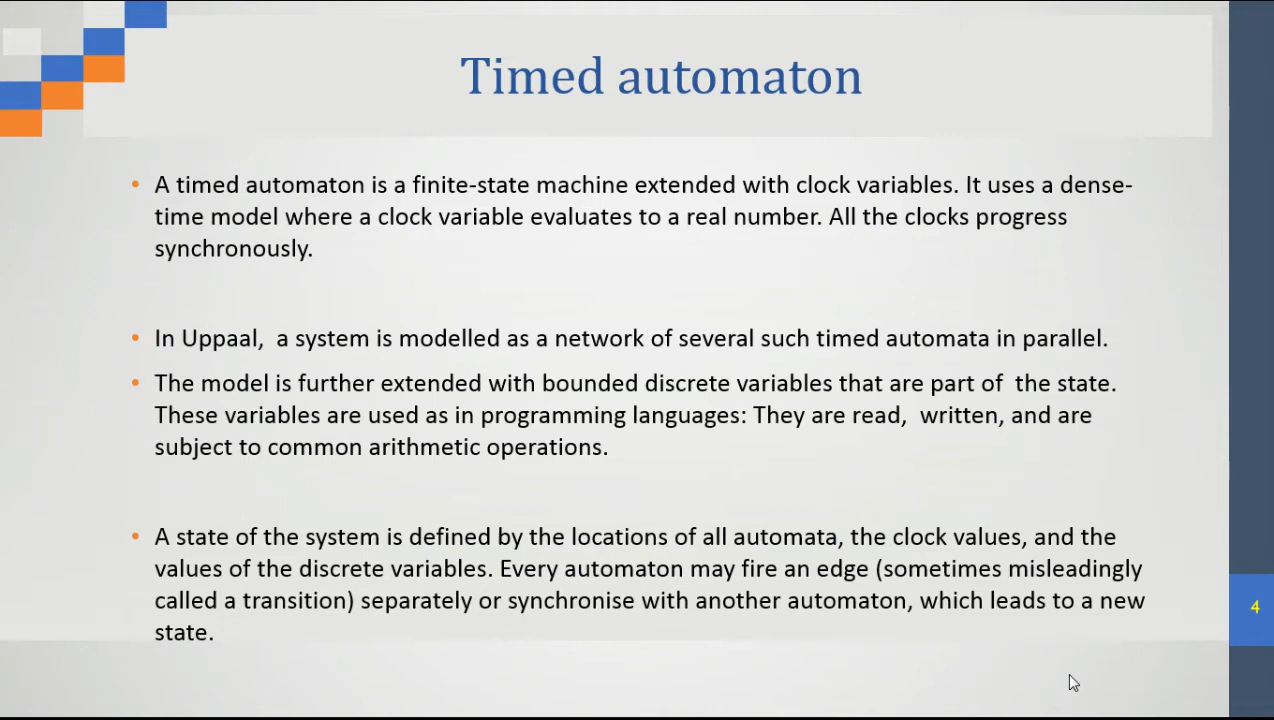 Timed automaton
• A timed automaton is a finite-state machine extended with clock variables. It uses a dense-
time model where a clock variable evaluates to a real number. All the clocks progress
synchronously.
• In Uppaal,  a system is modelled as a network of several such timed automata in parallel.
• The model is further extended with bounded discrete variables that are part of  the state.
These variables are used as in programming languages: They are read,  written, and are
subject to common arithmetic operations.
• A state of the system is defined by the locations of all automata, the clock values, and the
values of the discrete variables. Every automaton may fire an edge (sometimes misleadingly
called a transition) separately or synchronise with another automaton, which leads to a new
state.
4